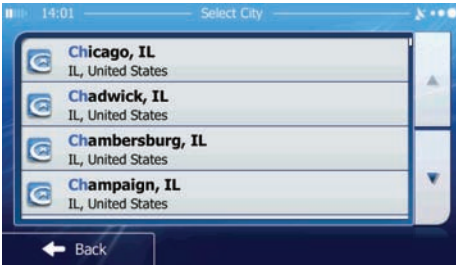 14:01
Select City
Chicago, IL
IL, United States
Chadwick, IL
IL, United States
Chambersburg, IL
IL, United States
Champaign, IL
IL, United States
Back